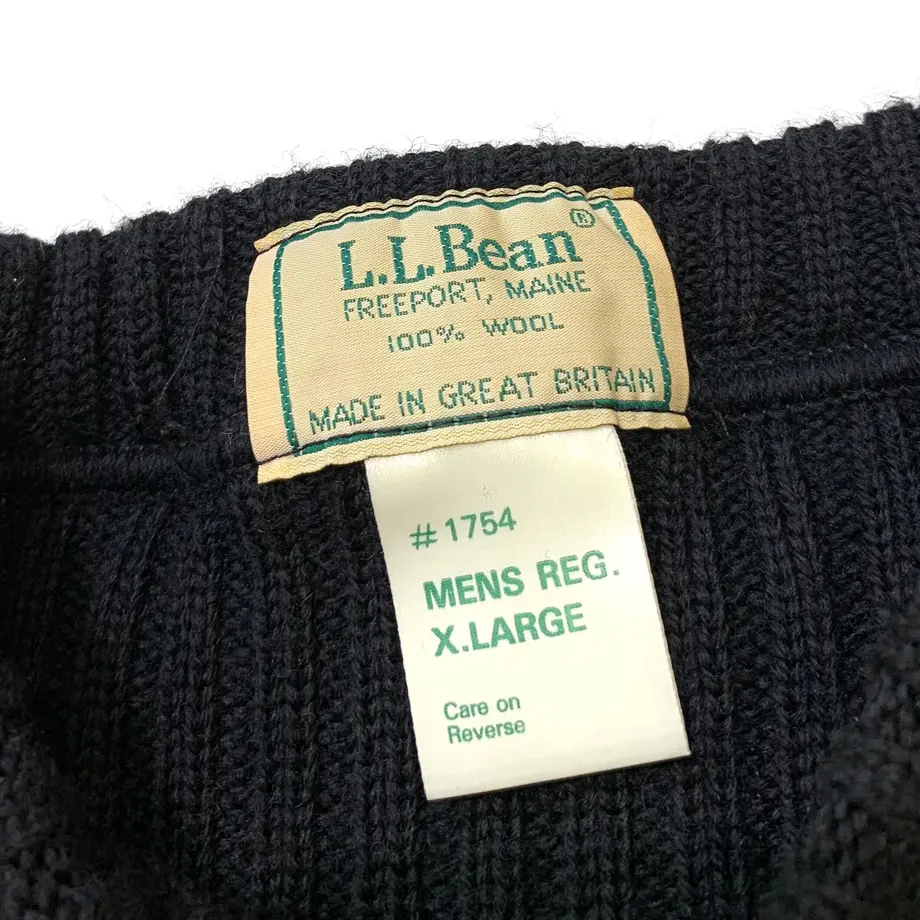 L.L.Bean®
FREEPORT, MAINE
100% WOOL
MADE IN GREAT BRITAIN
#1754
MENS REG.
X.LARGE
Care on
Reverse